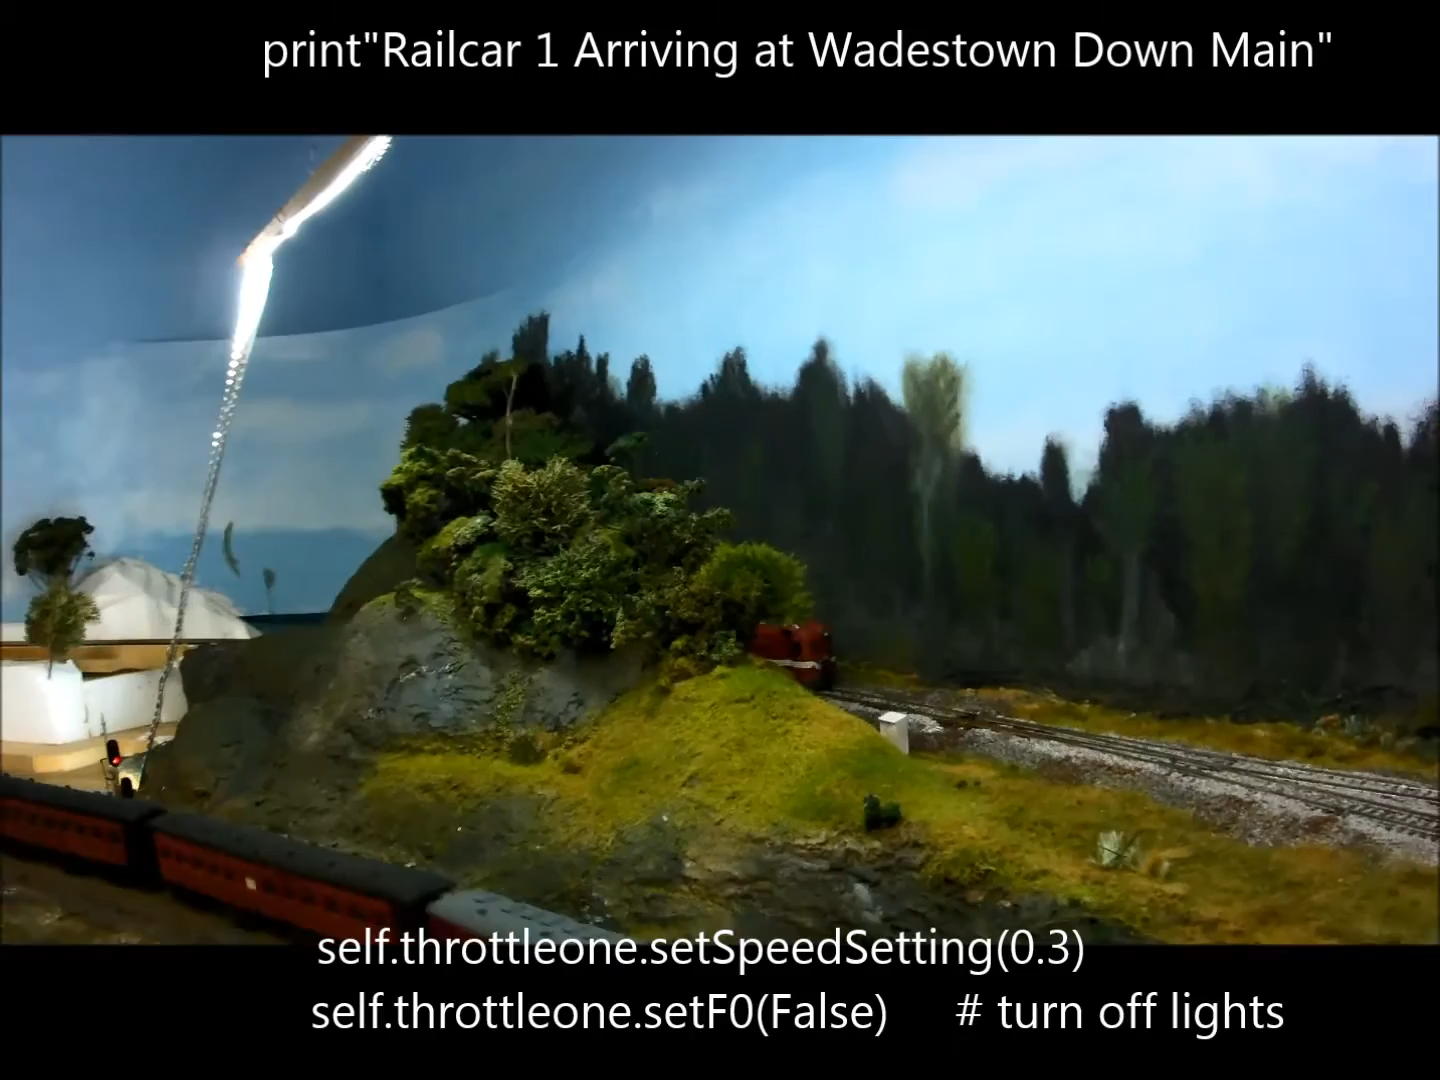 print"Railcar 1 Arriving at Wadestown Down Main"
self.throttleone.setSpeedSetting(0.3)
self.throttleone.setF0(False) # turn off lights